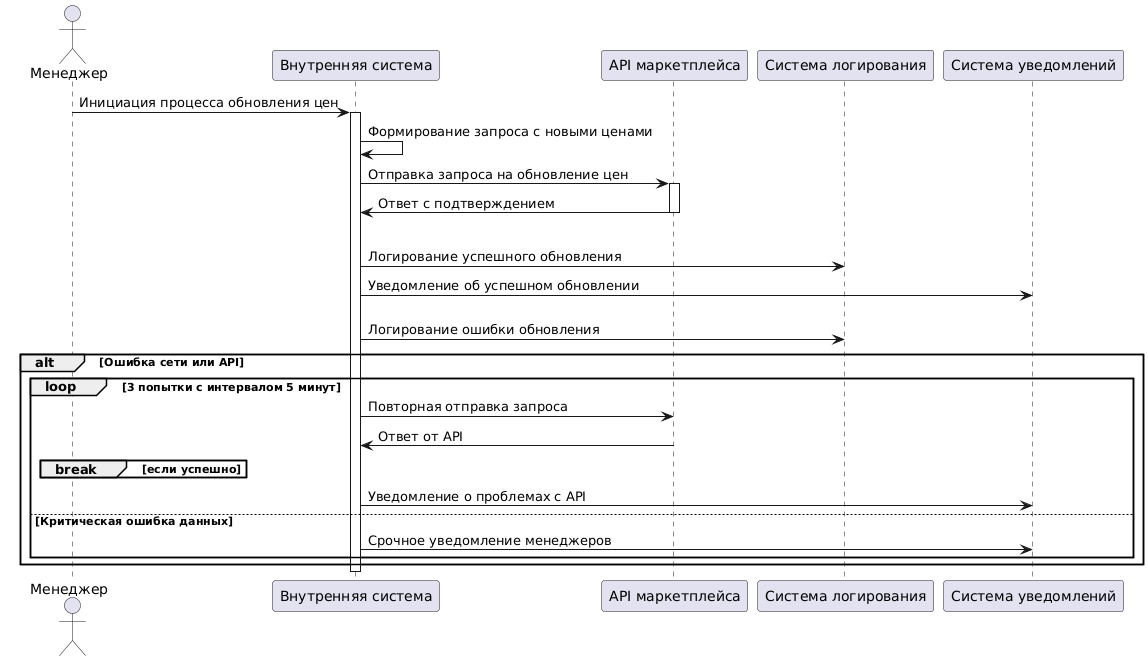 Менеджер
Внутренняя система
API маркетплейса
Система логирования
Система уведомлений
Инициация процесса обновления цен
Формирование запроса с новыми ценами
Отправка запроса на обновление цен
Ответ с подтверждением
Логирование успешного обновления
Уведомление об успешном обновлении
Логирование ошибки обновления
alt [Ошибка сети или API]
loop [3 попытки с интервалом 5 минут]
Повторная отправка запроса
Ответ от API
break [если успешно]
Уведомление о проблемах с API
[Критическая ошибка данных]
Срочное уведомление менеджеров
Менеджер
Внутренняя система
API маркетплейса
Система логирования
Система уведомлений